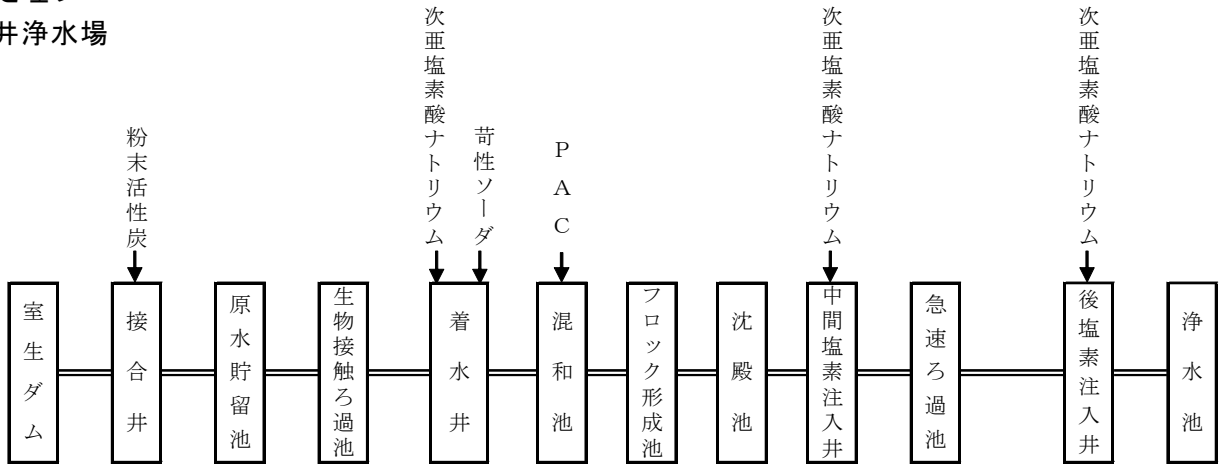 井浄水場
次亜塩素酸ナトリウム
次亜塩素酸ナトリウム
次亜塩素酸ナトリウム
粉末活性炭
苛性ソーダ
PAC
室生ダム
接合井
原水貯留池
生物接触ろ過池
着水井
混和池
フロック形成池
沈殿池
中間塩素注入井
急速ろ過池
後塩素注入井
浄水池